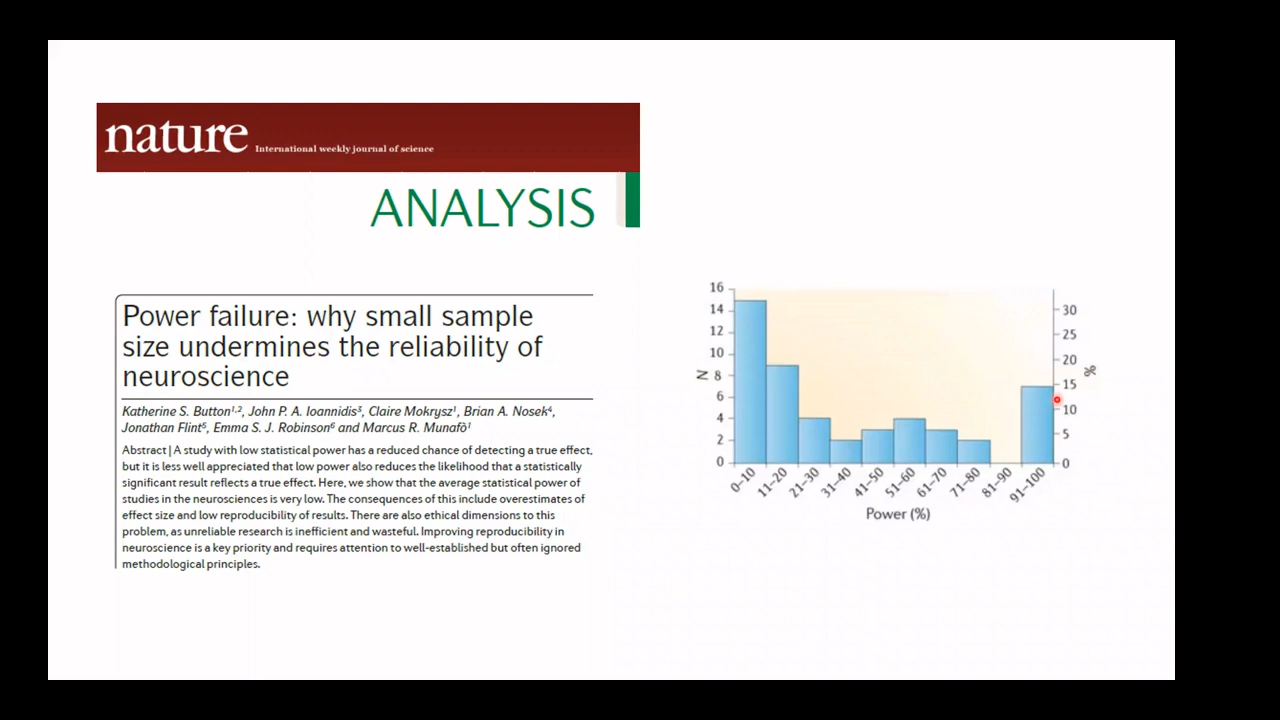 nature International weekly journal of science
ANALYSIS
Power failure: why small sample
size undermines the reliability of
neuroscience
Katherine S. Button1,2, John P. A. Ioannidis3, Claire Mokrysz1, Brian A. Nosek4,
Jonathan Flint5, Emma S. J. Robinson6 and Marcus R. Munafò1
Abstract | A study with low statistical power has a reduced chance of detecting a true effect,
but it is less well appreciated that low power also reduces the likelihood that a statistically
significant result reflects a true effect. Here, we show that the average statistical power of
studies in the neurosciences is very low. The consequences of this include overestimates of
effect size and low reproducibility of results. There are also ethical dimensions to this
problem, as unreliable research is inefficient and wasteful. Improving reproducibility in
neuroscience is a key priority and requires attention to well-established but often ignored
methodological principles.
16
14
12
10
8
6
4
2
0
N
30
25
20
15
10
5
0
%
0–10 11–20 21–30 31–40 41–50 51–60 61–70 71–80 81–90 91–100
Power (%)